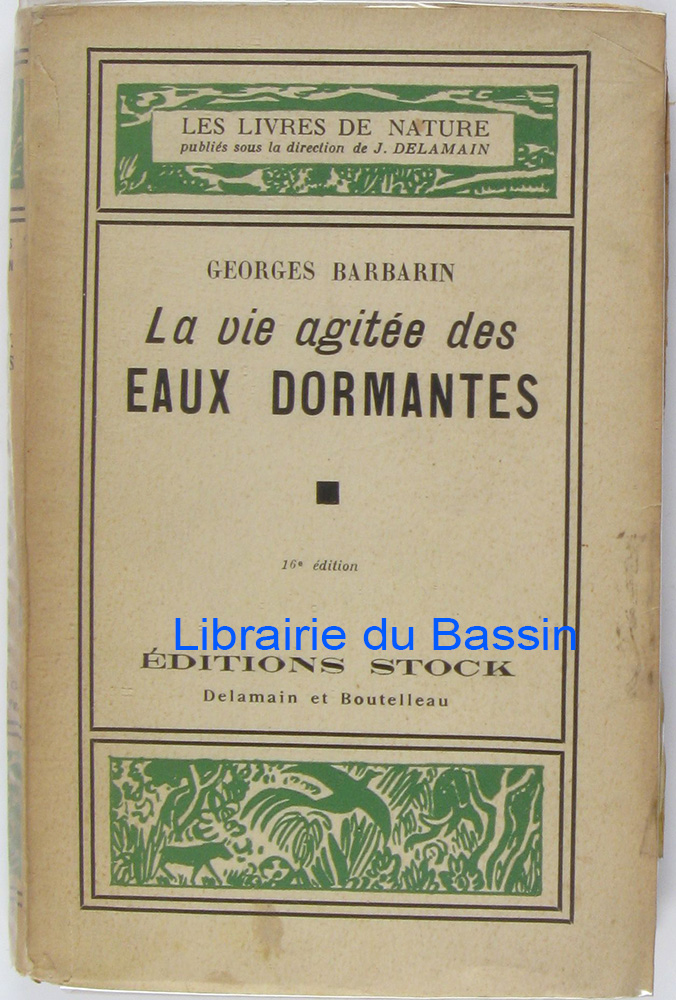 LES LIVRES DE NATURE
publiés sous la direction de J. DELAMAIN
GEORGES BARBARIN
La vie agitée des
EAUX DORMANTES
16e édition
Librairie du Bassin
ÉDITIONS STOCK
Delamain et Boutelleau